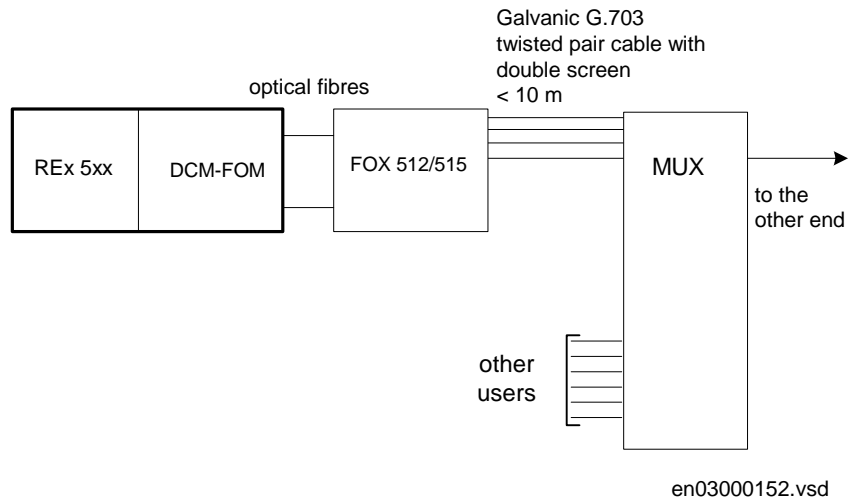 Galvanic G.703
twisted pair cable with
double screen
< 10 m
optical fibres
REx 5xx
DCM-FOM
FOX 512/515
MUX
to the
other end
other
users
en03000152.vsd